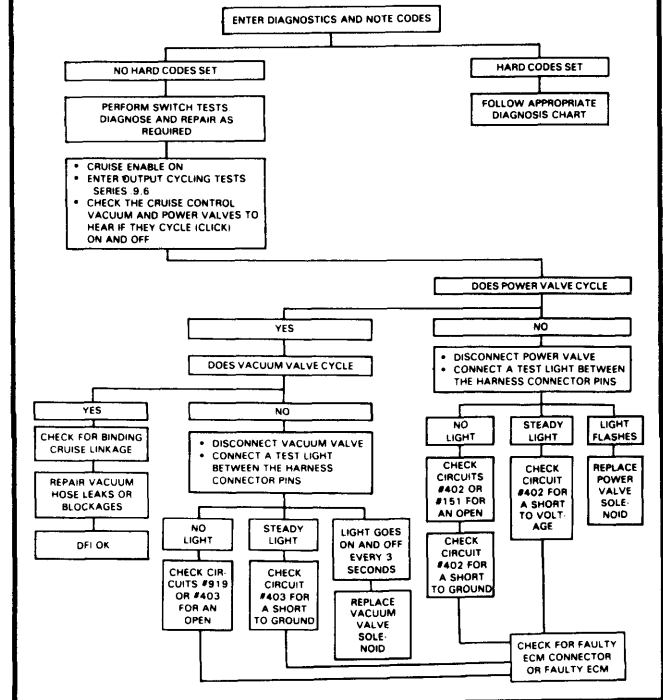 ENTER DIAGNOSTICS AND NOTE CODES
NO HARD CODES SET
HARD CODES SET
PERFORM SWITCH TESTS
DIAGNOSE AND REPAIR AS
REQUIRED
FOLLOW APPROPRIATE
DIAGNOSIS CHART
• CRUISE ENABLE ON
• ENTER OUTPUT CYCLING TESTS
SERIES .9.6
• CHECK THE CRUISE CONTROL
VACUUM AND POWER VALVES TO
HEAR IF THEY CYCLE (CLICK)
ON AND OFF
DOES POWER VALVE CYCLE
YES
NO
DOES VACUUM VALVE CYCLE
• DISCONNECT POWER VALVE
• CONNECT A TEST LIGHT BETWEEN
THE HARNESS CONNECTOR PINS
YES
NO
CHECK FOR BINDING
CRUISE LINKAGE
REPAIR VACUUM
HOSE LEAKS OR
BLOCKAGES
DFI OK
• DISCONNECT VACUUM VALVE
• CONNECT A TEST LIGHT
BETWEEN THE HARNESS
CONNECTOR PINS
NO
LIGHT
STEADY
LIGHT
LIGHT
FLASHES
CHECK
CIRCUITS
#402 OR
#151 FOR
AN OPEN
CHECK
CIRCUIT
#402 FOR
A SHORT
TO VOLT-
AGE
REPLACE
POWER
VALVE
SOLE-
NOID
CHECK
CIRCUIT
#402 FOR
A SHORT
TO GROUND
NO
LIGHT
STEADY
LIGHT
LIGHT GOES
ON AND OFF
EVERY 3
SECONDS
CHECK CIR-
CUITS #919
OR #403
FOR AN
OPEN
CHECK
CIRCUIT
#403 FOR
A SHORT
TO GROUND
REPLACE
VACUUM
VALVE
SOLE-
NOID
CHECK FOR FAULTY
ECM CONNECTOR
OR FAULTY ECM